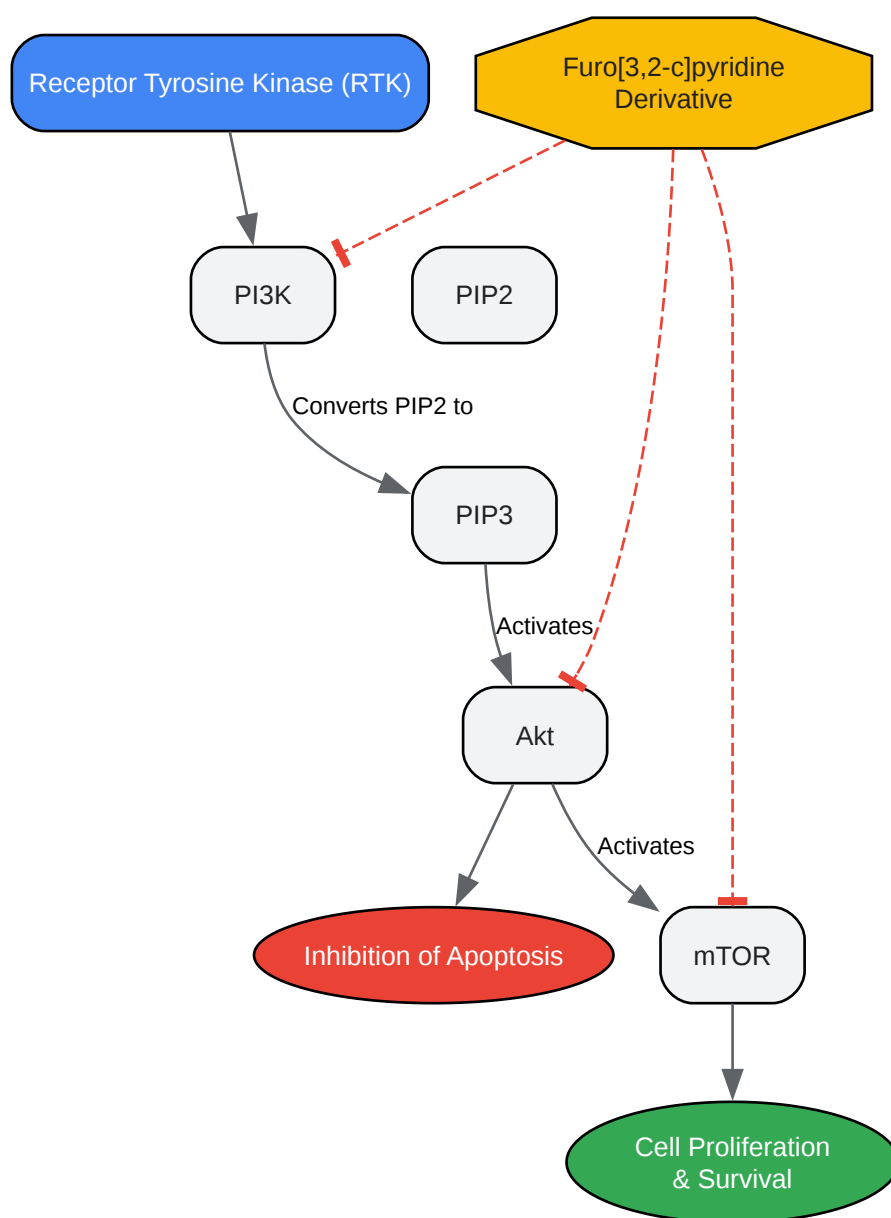 Receptor Tyrosine Kinase (RTK)
Furo[3,2-c]pyridine
Derivative
PI3K
PIP2
Converts PIP2 to
PIP3
Activates
Akt
Activates
Inhibition of Apoptosis
mTOR
Cell Proliferation
& Survival